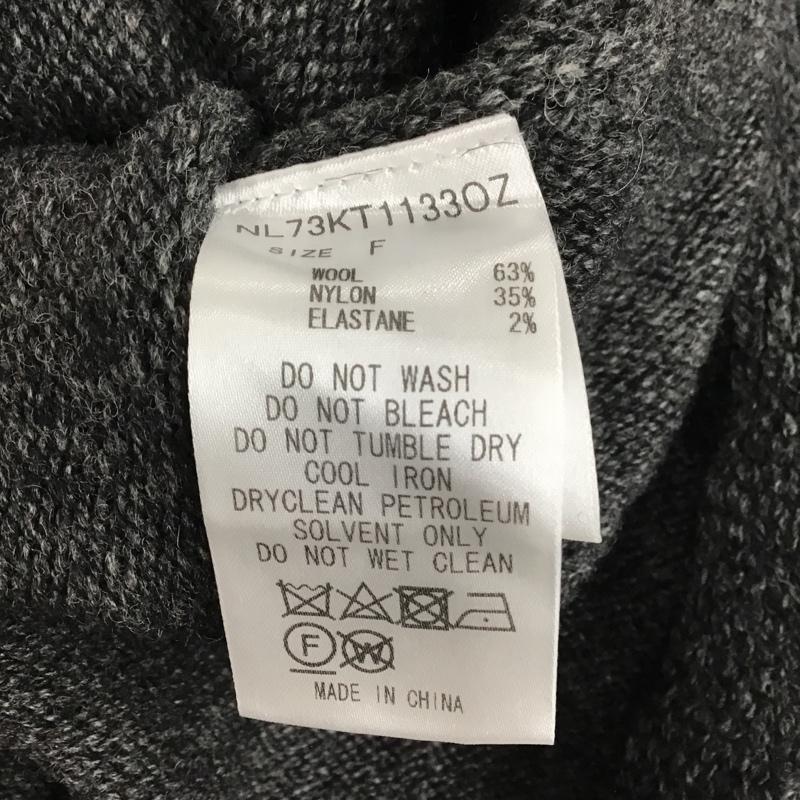 NL73KT1133OZ
SIZE F
WOOL 63%
NYLON 35%
ELASTANE 2%
DO NOT WASH
DO NOT BLEACH
DO NOT TUMBLE DRY
COOL IRON
DRYCLEAN PETROLEUM
SOLVENT ONLY
DO NOT WET CLEAN
F W
MADE IN CHINA